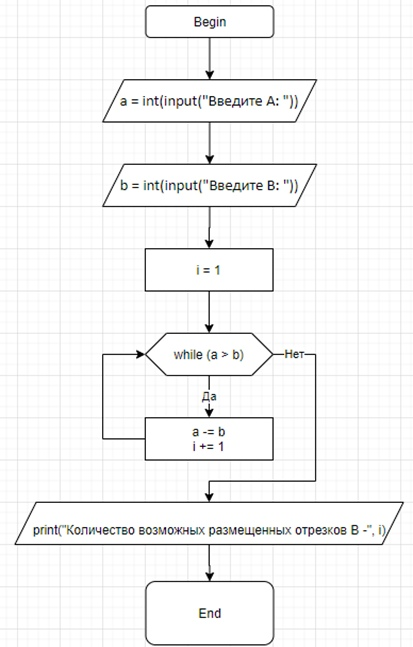 Begin
a = int(input("Введите A: "))
b = int(input("Введите B: "))
i = 1
while (a > b)
Нет
Да
a -= b
i += 1
print("Количество возможных размещенных отрезков B -", i)
End